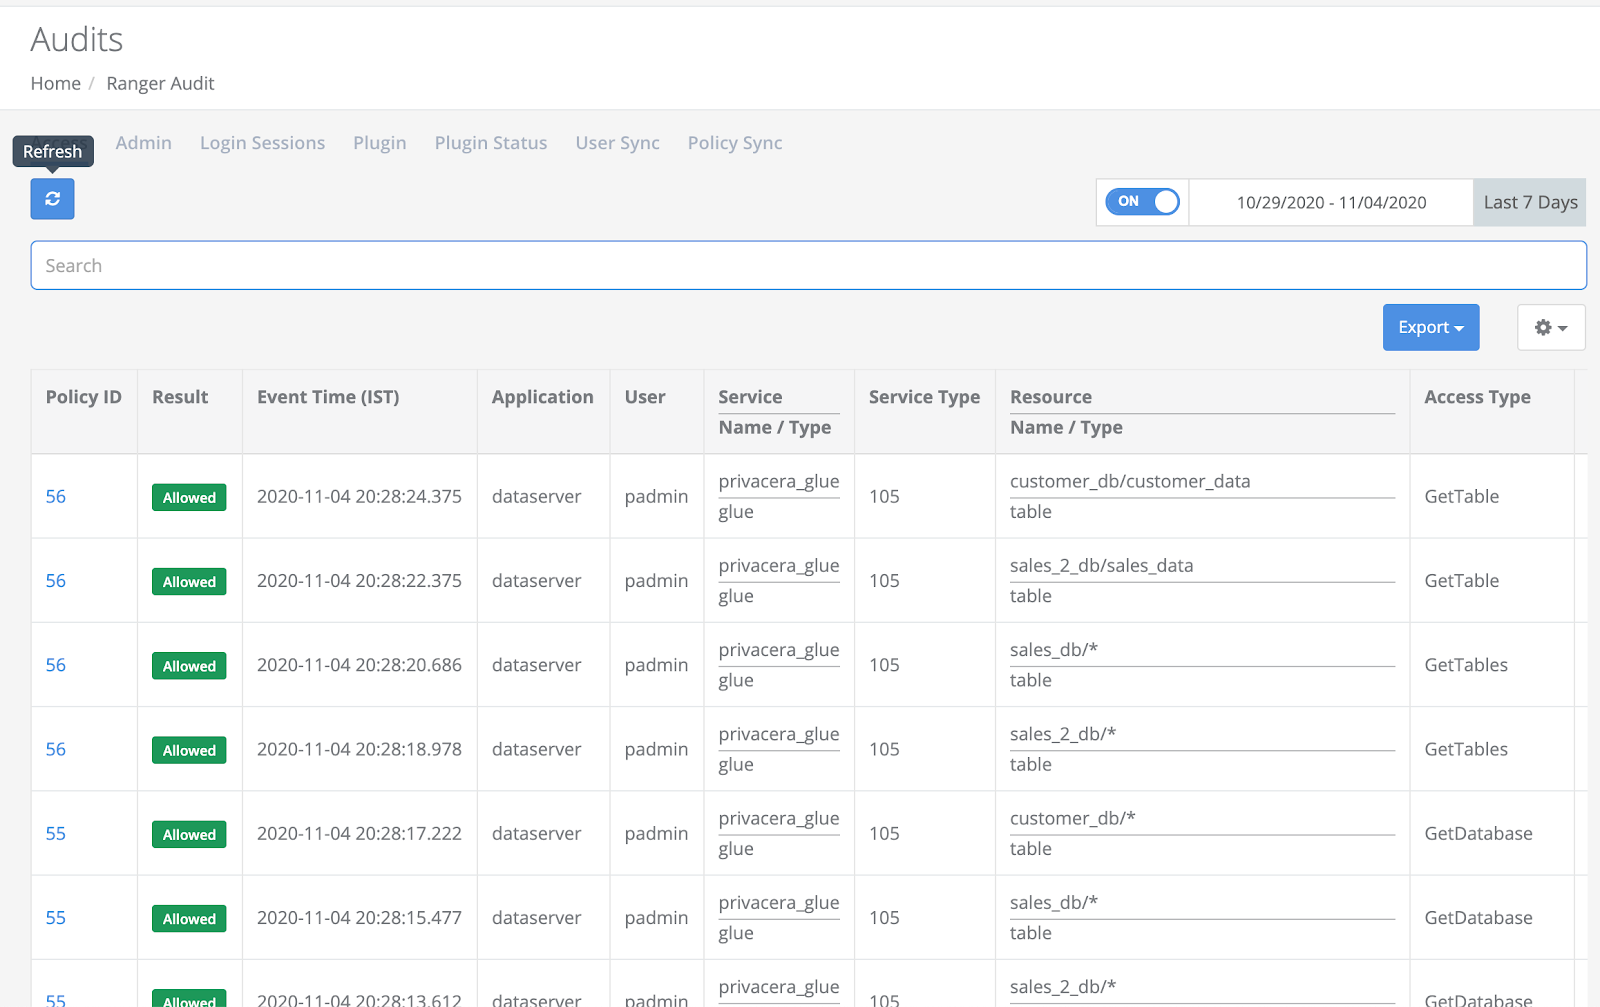 Audits
Home / Ranger Audit
Refresh
Admin Login Sessions Plugin Plugin Status User Sync Policy Sync
ON 10/29/2020 - 11/04/2020 Last 7 Days
Search
Export
Policy ID Result Event Time (IST) Application User Service Service Type Resource Access Type
Name / Type Name / Type
privacera_glue customer_db/customer_data
56 Allowed 2020-11-04 20:28:24.375 dataserver padmin 105 GetTable
glue table
privacera_glue sales_2_db/sales_data
56 Allowed 2020-11-04 20:28:22.375 dataserver padmin 105 GetTable
glue table
privacera_glue sales_db/*
56 Allowed 2020-11-04 20:28:20.686 dataserver padmin 105 GetTables
glue table
privacera_glue sales_2_db/*
56 Allowed 2020-11-04 20:28:18.978 dataserver padmin 105 GetTables
glue table
privacera_glue customer_db/*
55 Allowed 2020-11-04 20:28:17.222 dataserver padmin 105 GetDatabase
glue table
privacera_glue sales_db/*
55 Allowed 2020-11-04 20:28:15.477 dataserver padmin 105 GetDatabase
glue table
privacera_glue sales_2_db/*
55 Allowed 2020-11-04 20:28:13.612 dataserver padmin 105 GetDatabase